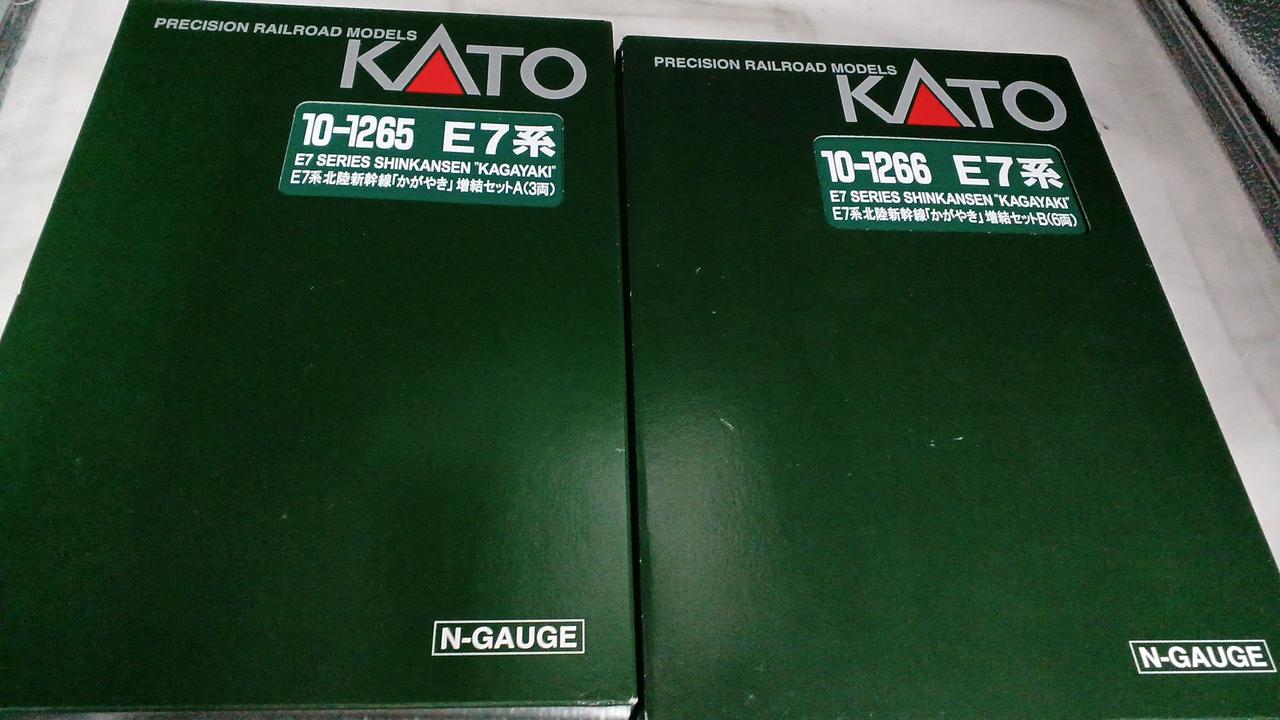 PRECISION RAILROAD MODELS
KATO
10-1265 E7系
E7 SERIES SHINKANSEN "KAGAYAKI"
E7系北陸新幹線「かがやき」増結セットA(3両)
N-GAUGE
PRECISION RAILROAD MODELS
KATO
10-1266 E7系
E7 SERIES SHINKANSEN "KAGAYAKI"
E7系北陸新幹線「かがやき」増結セットB(6両)
N-GAUGE